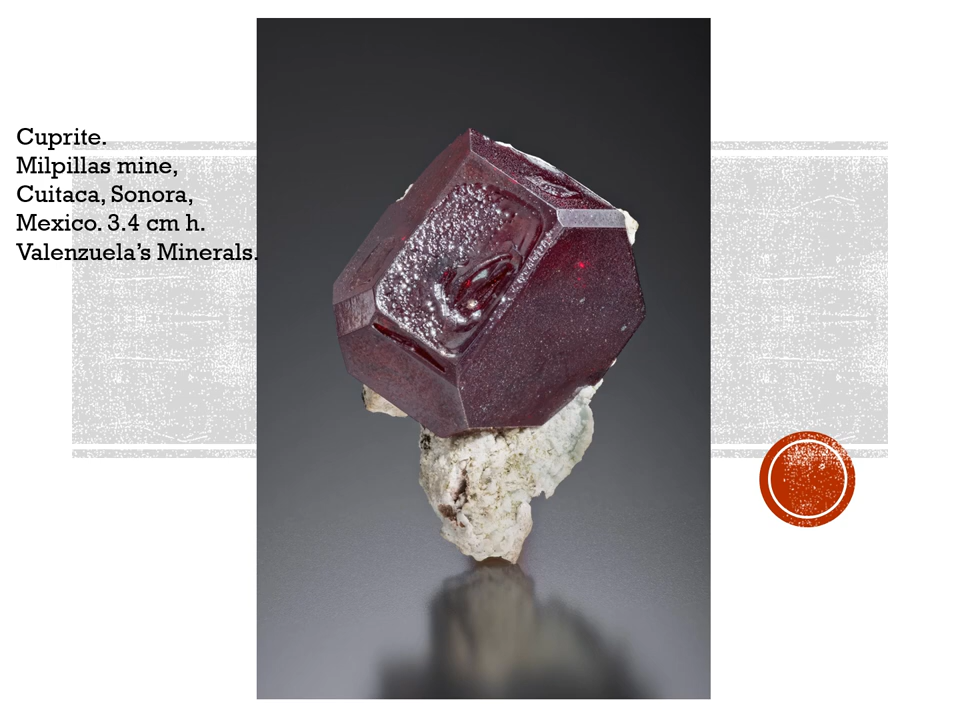 Cuprite.
Milpillas mine,
Cuitaca, Sonora,
Mexico. 3.4 cm h.
Valenzuela’s Minerals.